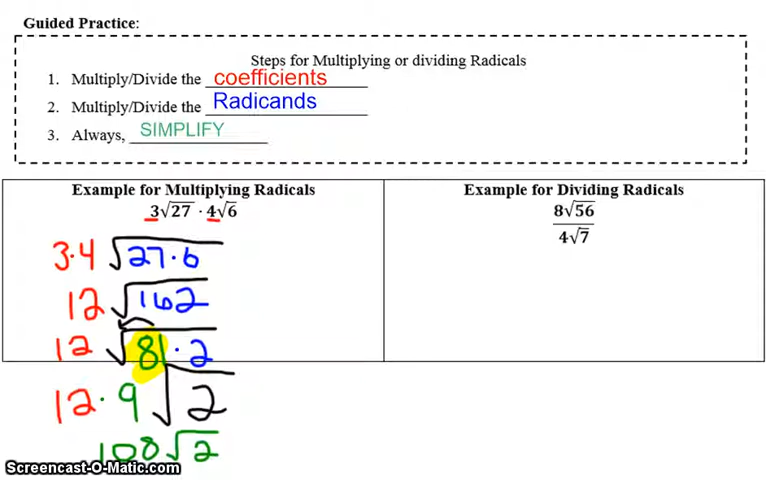 Guided Practice:
Steps for Multiplying or dividing Radicals
1. Multiply/Divide the coefficients
2. Multiply/Divide the Radicands
3. Always, SIMPLIFY
Example for Multiplying Radicals
3√27 · 4√6
3·4 √27·6
12 √162
12 √81·2
12·9 √2
108√2
Example for Dividing Radicals
8√56
4√7
Screencast-O-Matic.com